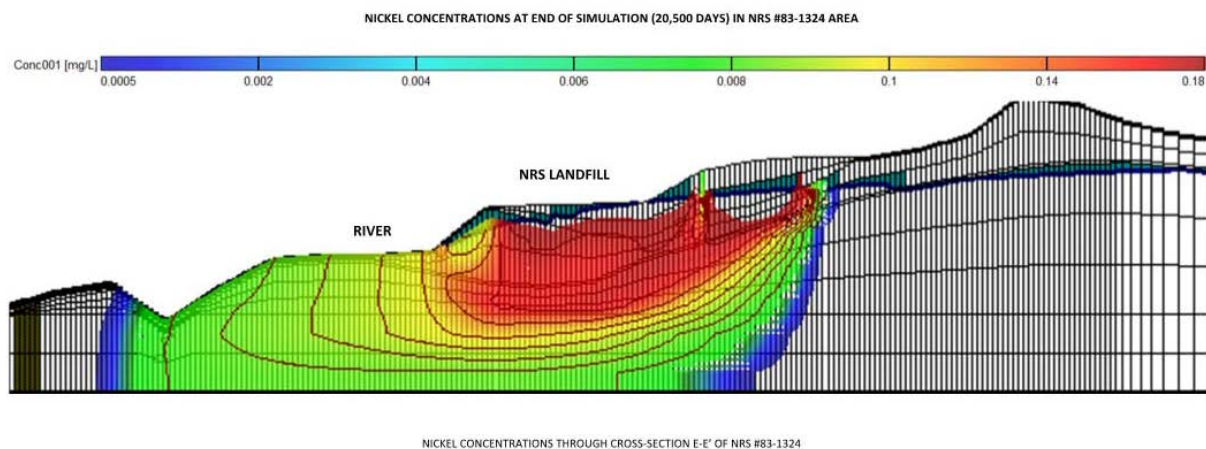 NICKEL CONCENTRATIONS AT END OF SIMULATION (20,500 DAYS) IN NRS #83-1324 AREA
Conc001 [mg/L]
0.0005 0.002 0.004 0.006 0.008 0.1 0.14 0.18
NRS LANDFILL
RIVER
NICKEL CONCENTRATIONS THROUGH CROSS-SECTION E-E' OF NRS #83-1324